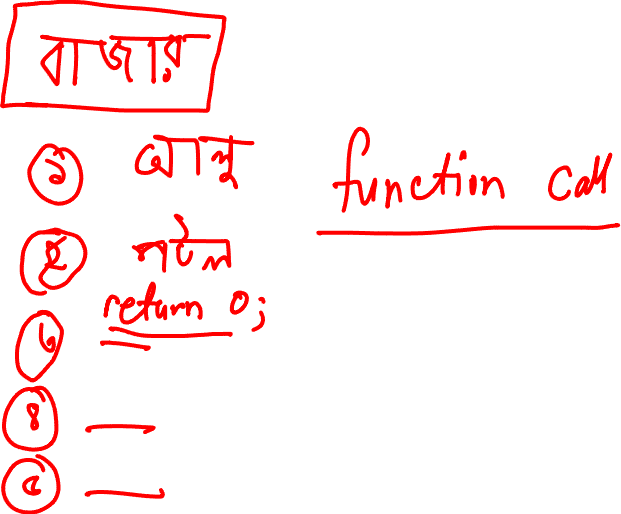 বাজার
১ আলু
২ পটল
return 0;
৩
৪
৫
function call